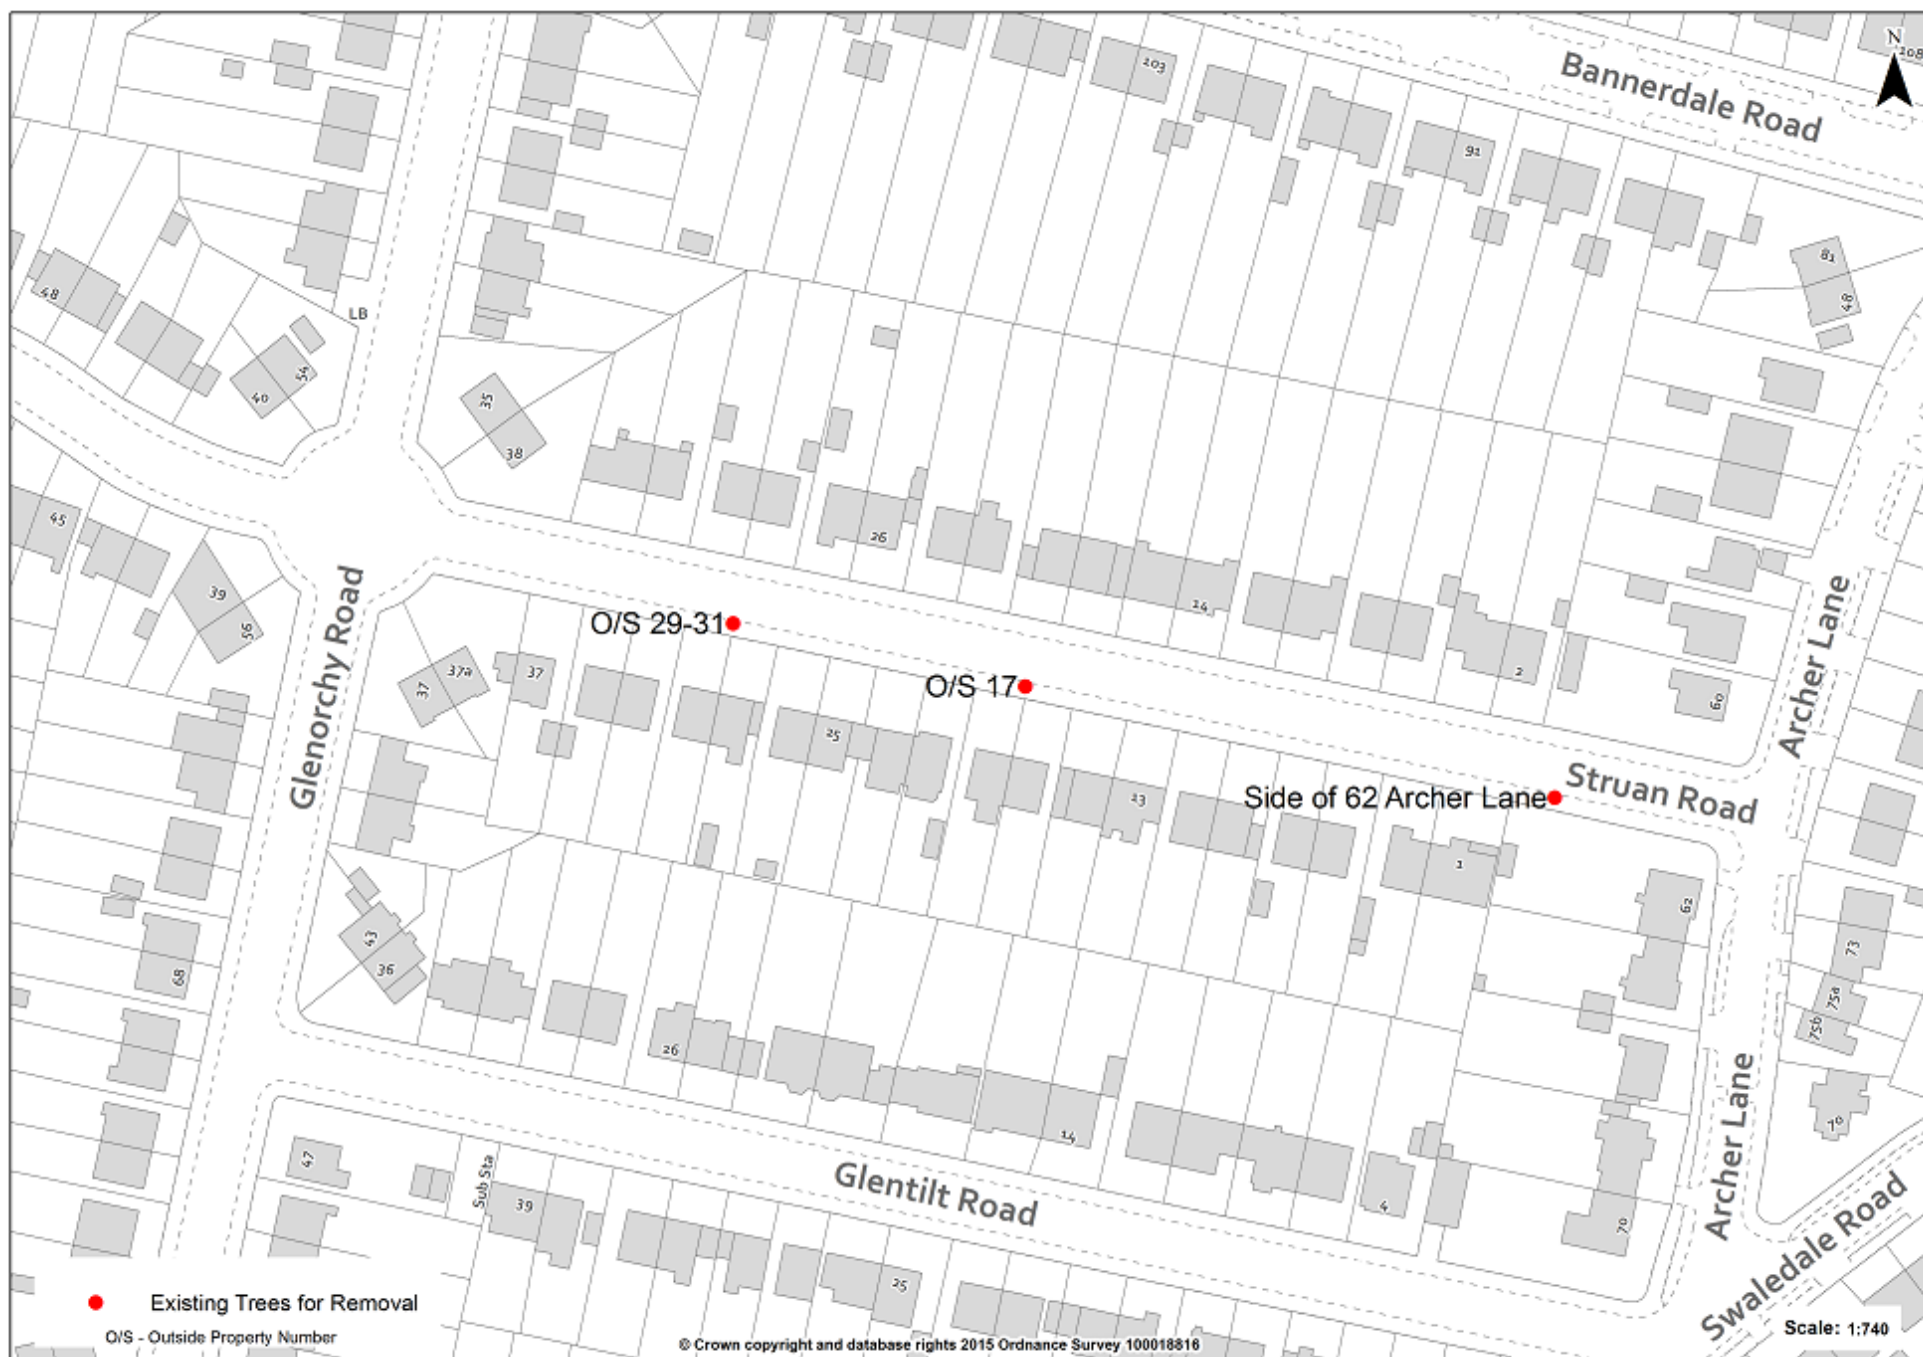 N
108
Bannerdale Road
103
91
81
48
48
LB
54
40
35
38
45
26
39
56
14
2
60
Archer Lane
Glenorchy Road
O/S 29-31
37
37a
37
O/S 17
25
13
Side of 62 Archer Lane
Struan Road
1
62
43
36
68
73
75a
75b
26
14
70
47
Sub Sta
39
Glentilt Road
4
70
Archer Lane
25
Swaledale Road
Existing Trees for Removal
O/S - Outside Property Number
© Crown copyright and database rights 2015 Ordnance Survey 100018816
Scale: 1:740